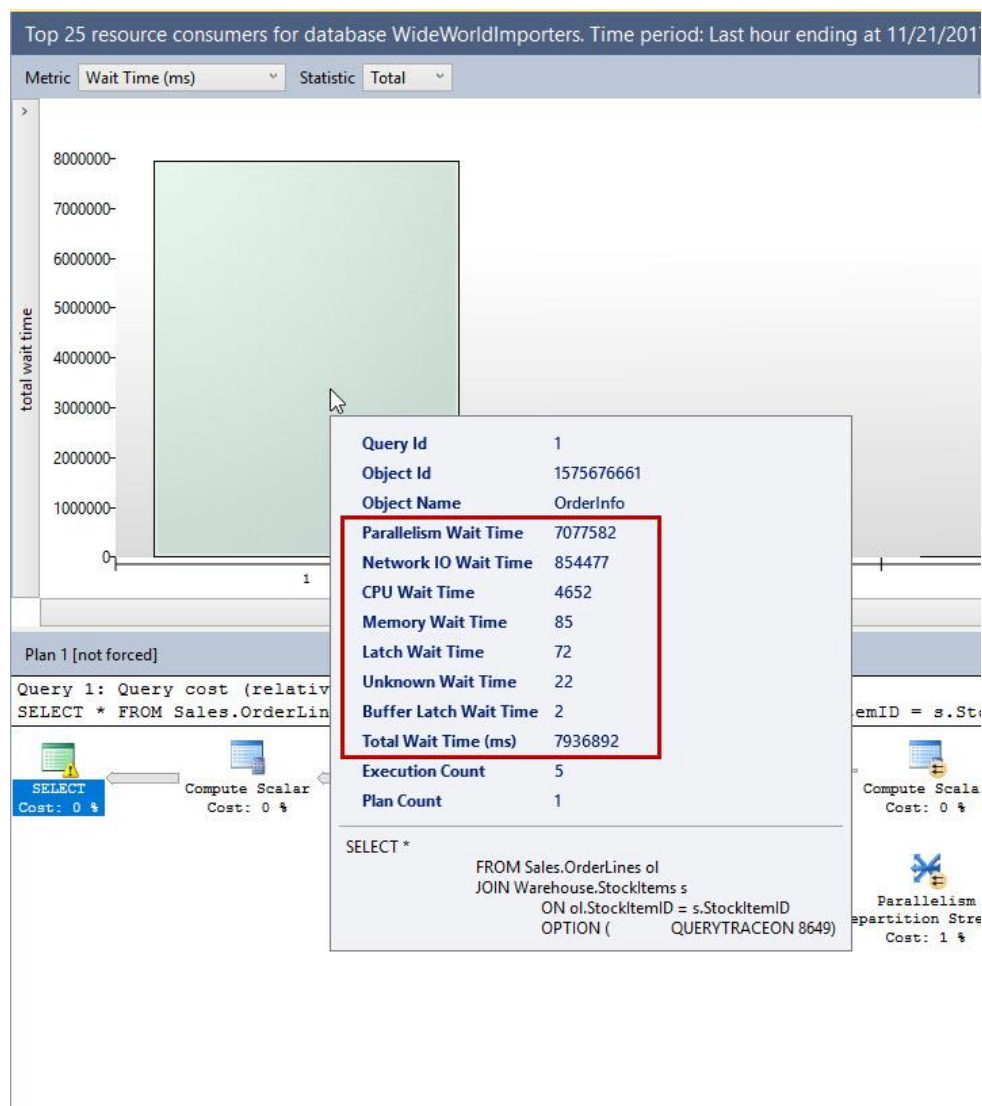 Top 25 resource consumers for database WideWorldImporters. Time period: Last hour ending at 11/21/2017
Metric Wait Time (ms) Statistic Total
8000000
7000000
6000000
5000000
4000000
3000000
2000000
1000000
0
total wait time
1
Query Id 1
Object Id 1575676661
Object Name OrderInfo
Parallelism Wait Time 7077582
Network IO Wait Time 854477
CPU Wait Time 4652
Memory Wait Time 85
Latch Wait Time 72
Unknown Wait Time 22
Buffer Latch Wait Time 2
Total Wait Time (ms) 7936892
Execution Count 5
Plan Count 1
SELECT *
FROM Sales.OrderLines ol
JOIN Warehouse.StockItems s
ON ol.StockItemID = s.StockItemID
OPTION ( QUERYTRACEON 8649)
Plan 1 [not forced]
Query 1: Query cost (relativ
SELECT * FROM Sales.OrderLin
emID = s.Sto
SELECT
Cost: 0 %
Compute Scalar
Cost: 0 %
Compute Scala
Cost: 0 %
Parallelism
epartition Stre
Cost: 1 %